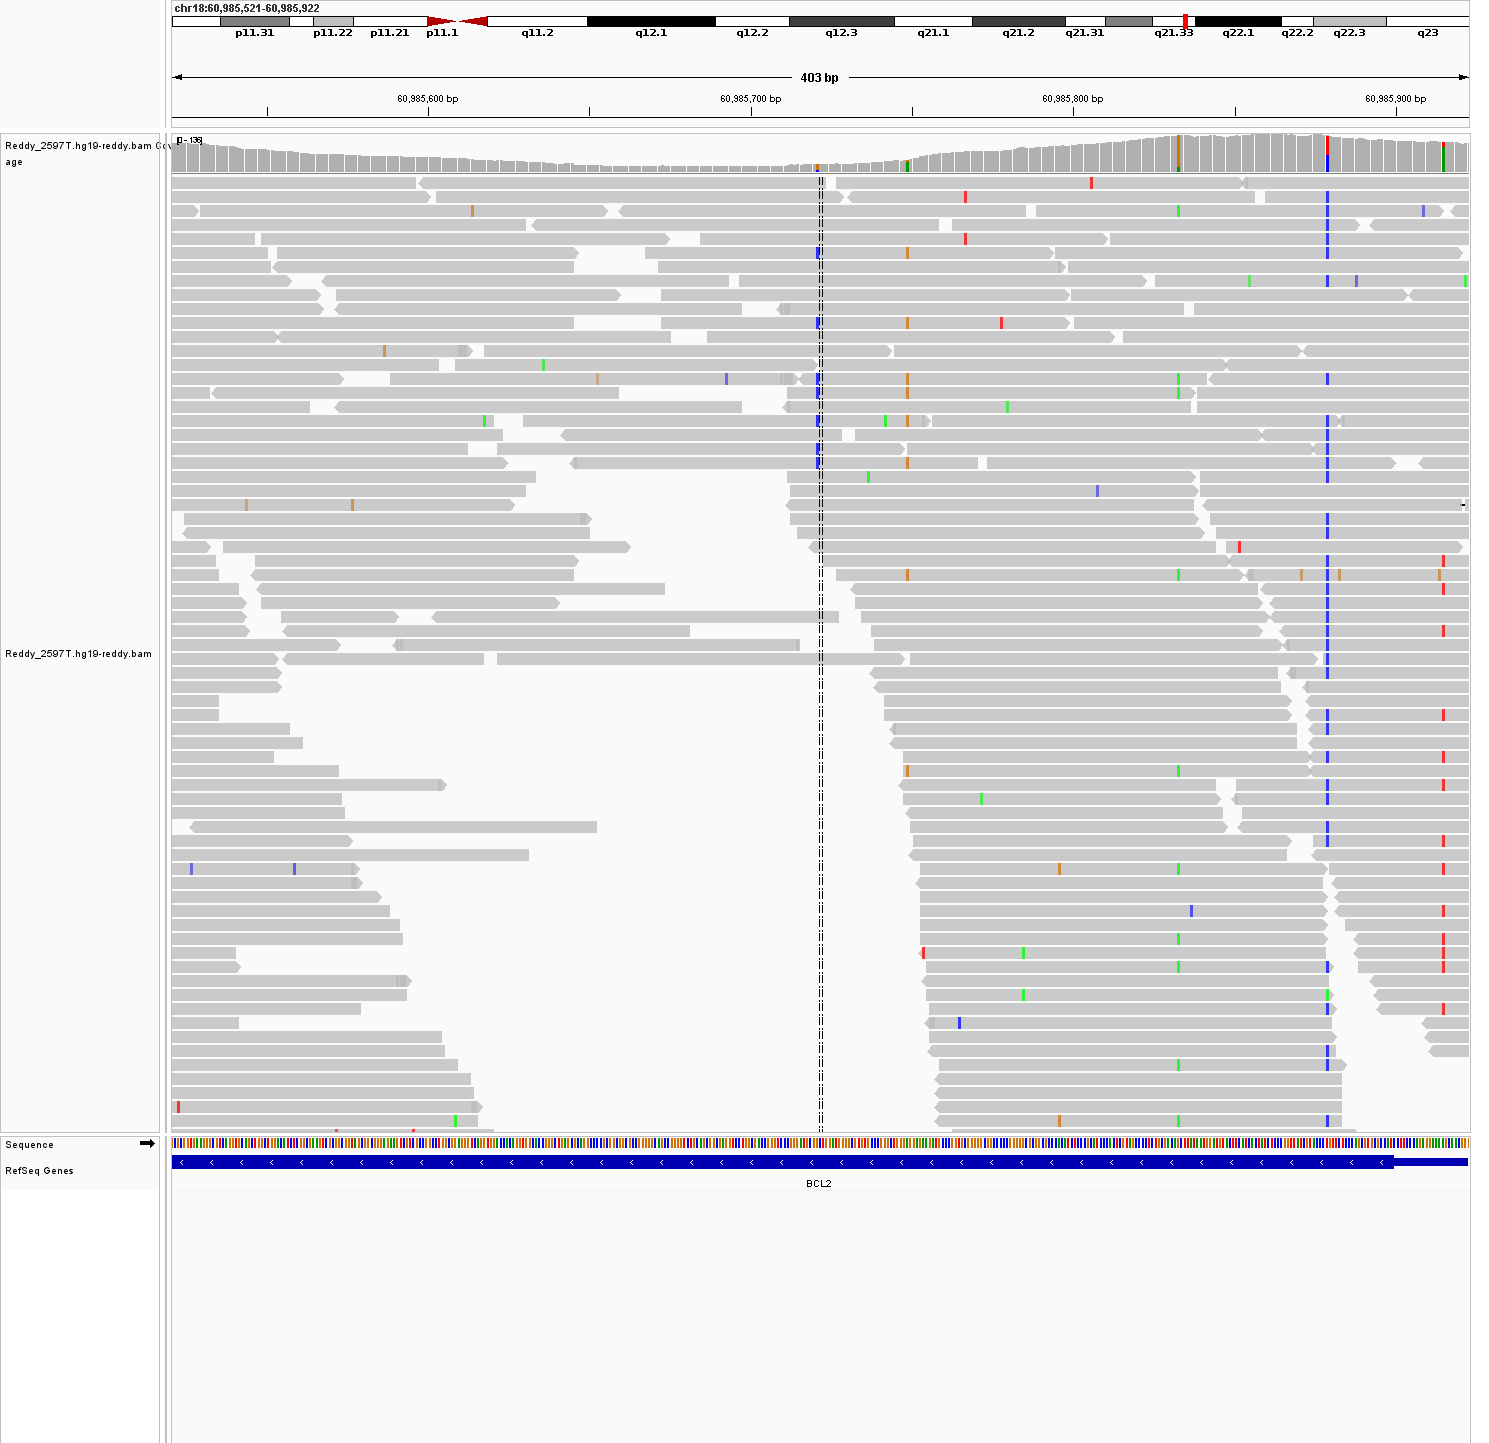 chr18:60,985,521-60,985,922
p11.31 p11.22 p11.21 p11.1 q11.2 q12.1 q12.2 q12.3 q21.1 q21.2 q21.31 q21.33 q22.1 q22.2 q22.3 q23
403 bp
60,985,600 bp 60,985,700 bp 60,985,800 bp 60,985,900 bp
Reddy_2597T.hg19-reddy.bam
age
[0 - 136]
Reddy_2597T.hg19-reddy.bam
Sequence
RefSeq Genes
BCL2